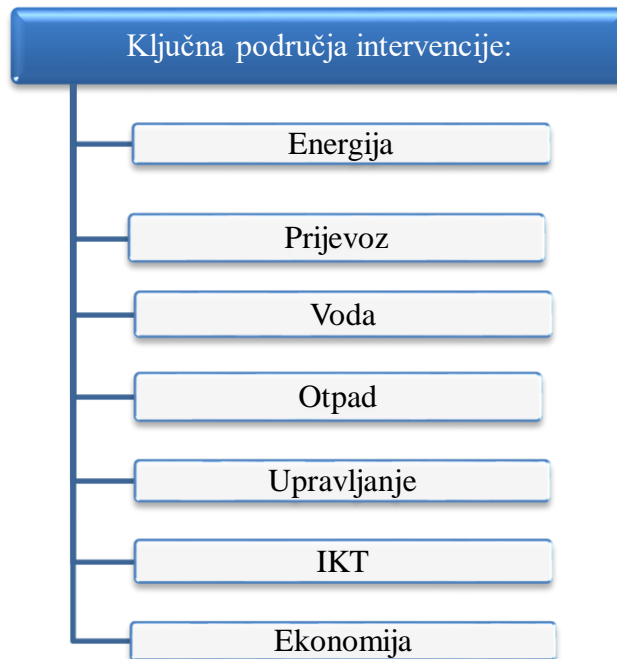 Ključna područja intervencije:
Energija
Prijevoz
Voda
Otpad
Upravljanje
IKT
Ekonomija